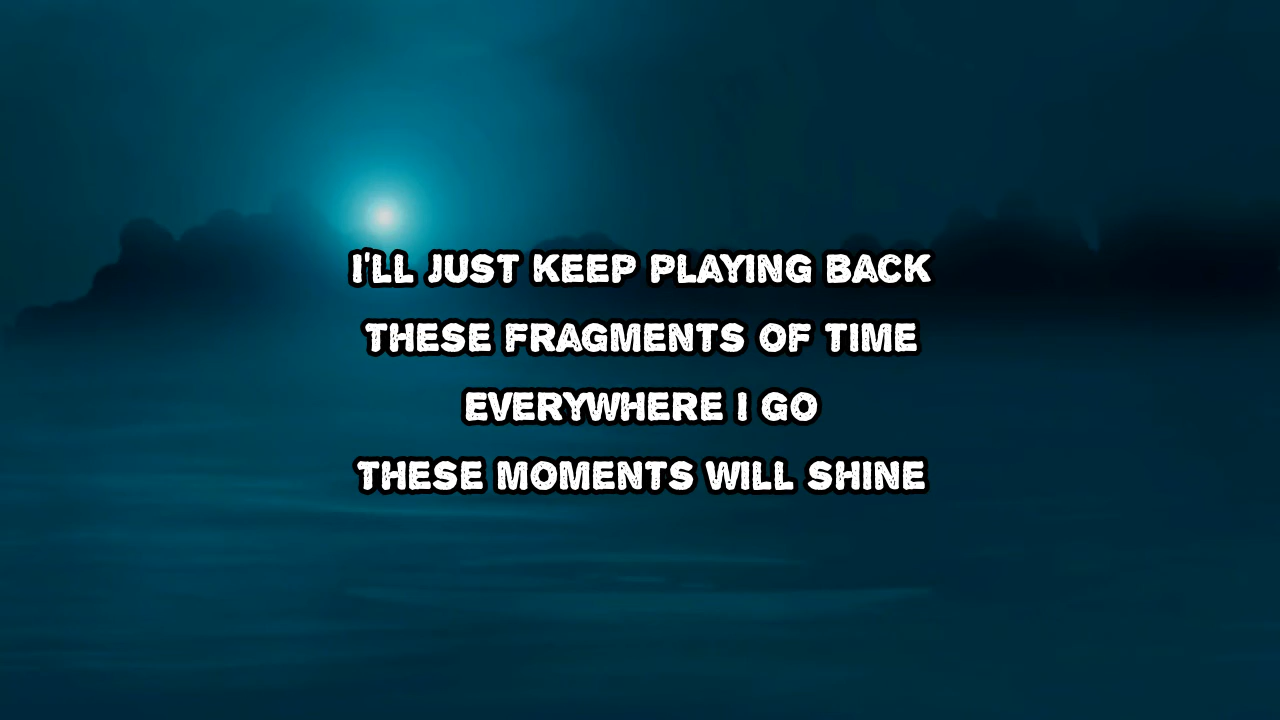 I'LL JUST KEEP PLAYING BACK
THESE FRAGMENTS OF TIME
EVERYWHERE I GO
THESE MOMENTS WILL SHINE